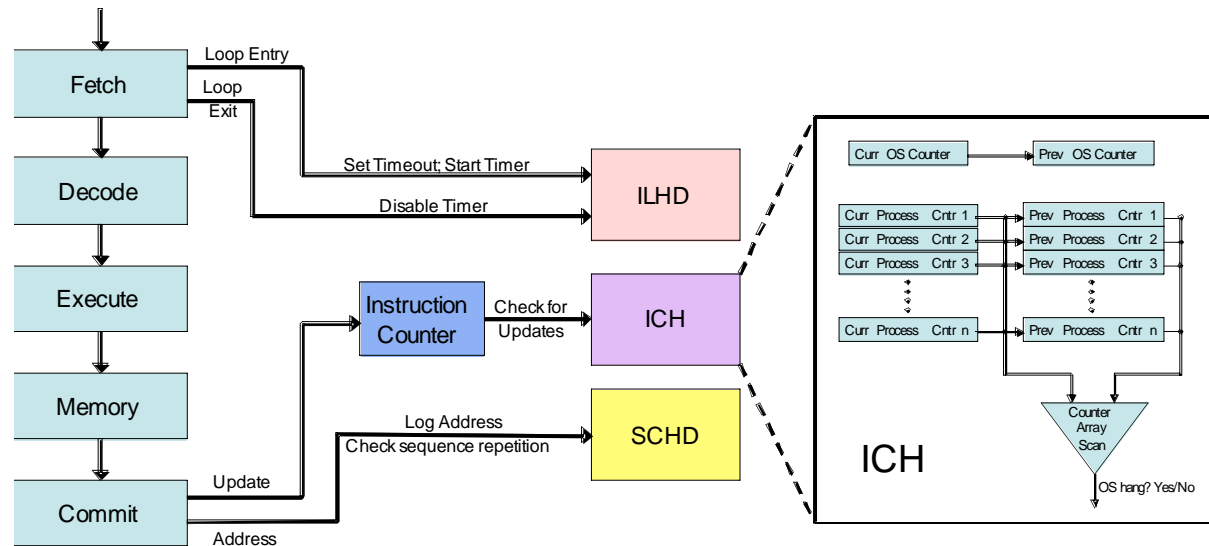 Fetch
Decode
Execute
Memory
Commit
Loop Entry
Loop
Exit
Set Timeout; Start Timer
Disable Timer
ILHD
Instruction
Counter
Check for
Updates
ICH
Log Address
Check sequence repetition
SCHD
Update
Address
Curr OS Counter
Prev OS Counter
Curr Process Cntr 1
Prev Process Cntr 1
Curr Process Cntr 2
Prev Process Cntr 2
Curr Process Cntr 3
Prev Process Cntr 3
Curr Process Cntr n
Prev Process Cntr n
Counter
Array
Scan
ICH
OS hang? Yes/No